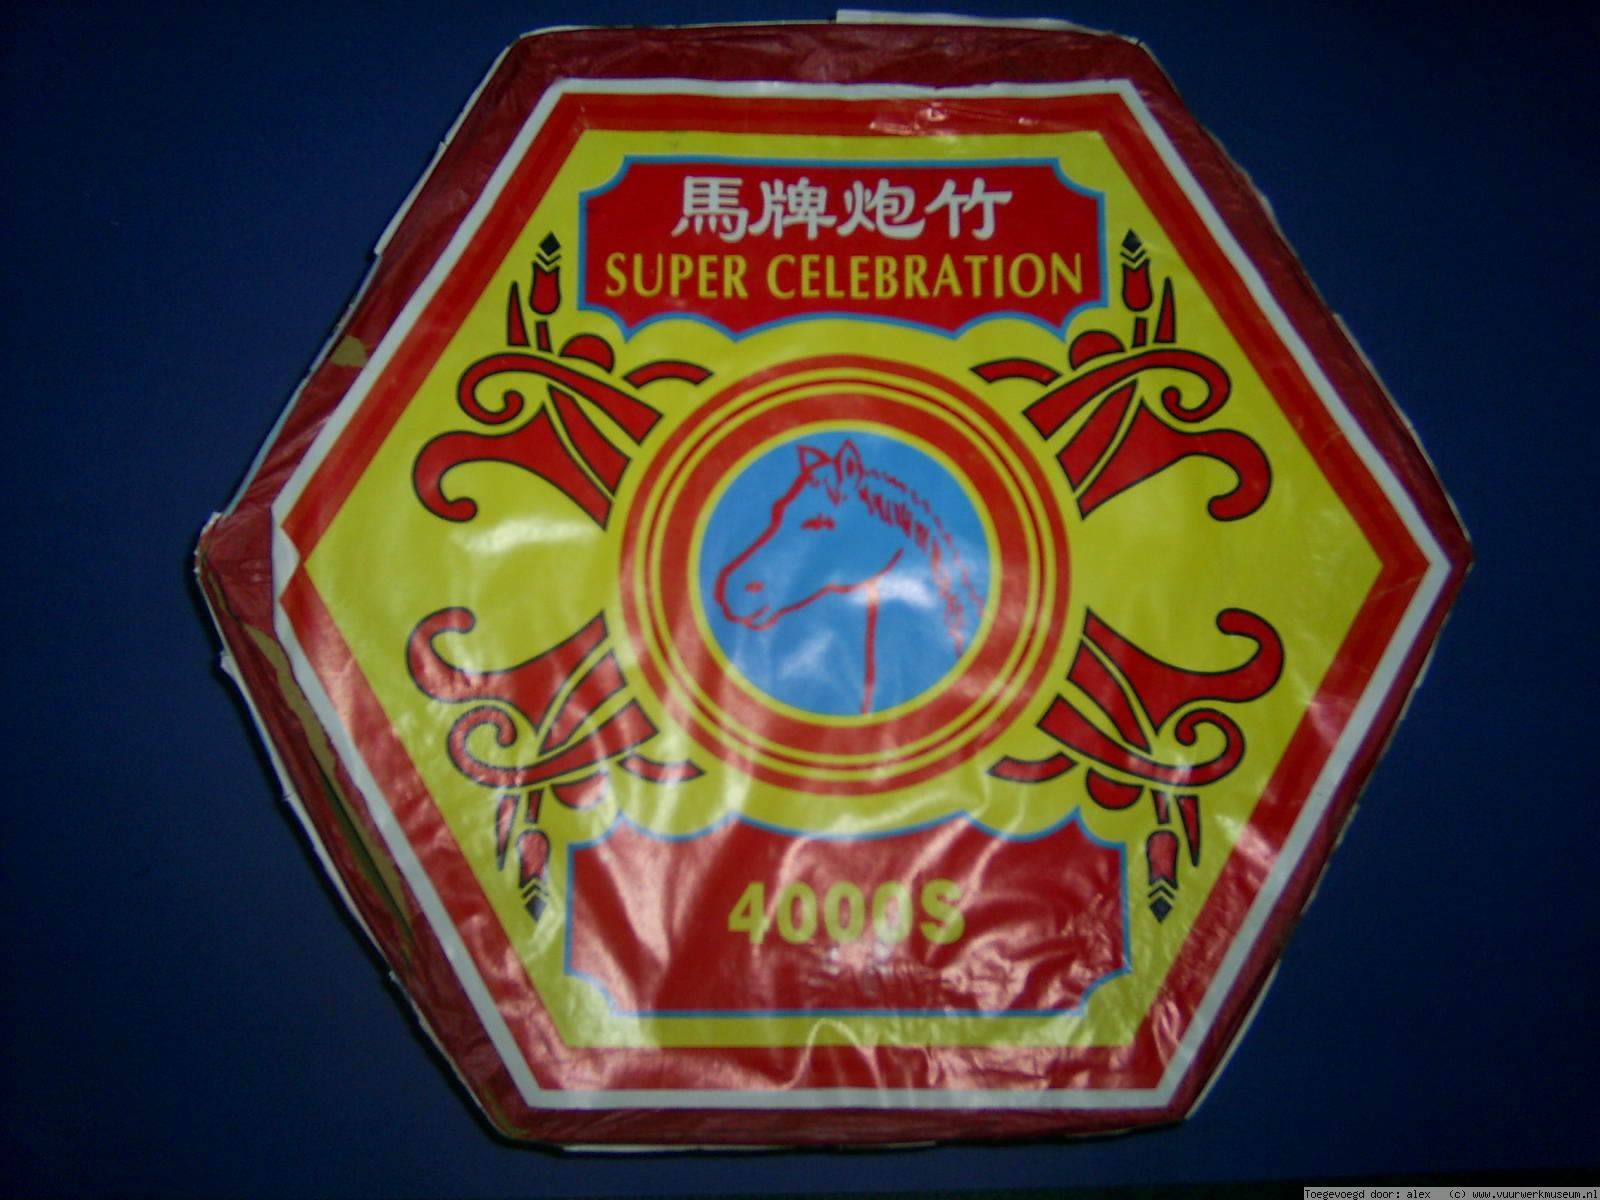 馬牌炮竹
SUPER CELEBRATION
4000S
Toegevoegd door: alex (c) www.vuurwerkmuseum.nl